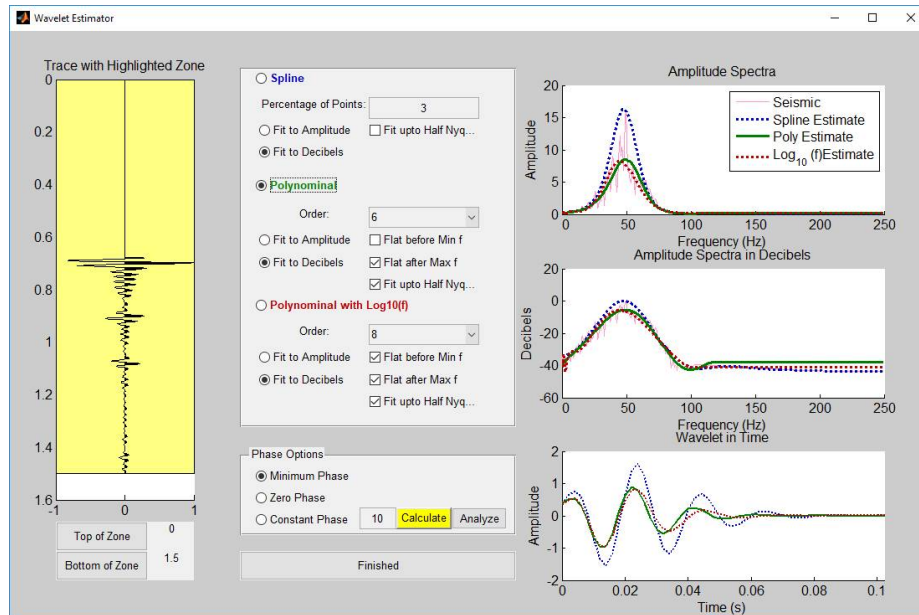 Wavelet Estimator
Trace with Highlighted Zone
0
0.2
0.4
0.6
0.8
1
1.2
1.4
1.6
-1
0
1
Top of Zone
0
Bottom of Zone
1.5
Spline
Percentage of Points:
3
Fit to Amplitude
Fit upto Half Nyq...
Fit to Decibels
Polynominal
Order:
6
Fit to Amplitude
Flat before Min f
Fit to Decibels
Flat after Max f
Fit upto Half Nyq...
Polynominal with Log10(f)
Order:
8
Fit to Amplitude
Flat before Min f
Fit to Decibels
Flat after Max f
Fit upto Half Nyq...
Phase Options
Minimum Phase
Zero Phase
Constant Phase
10
Calculate
Analyze
Finished
Amplitude Spectra
Amplitude
20
15
10
5
0
Seismic
Spline Estimate
Poly Estimate
Log10 (f)Estimate
0 50 100 150 200 250
Frequency (Hz)
Amplitude Spectra in Decibels
Decibels
20
0
-20
-40
-60
0 50 100 150 200 250
Frequency (Hz)
Wavelet in Time
Amplitude
2
1
0
-1
-2
0 0.02 0.04 0.06 0.08 0.1
Time (s)